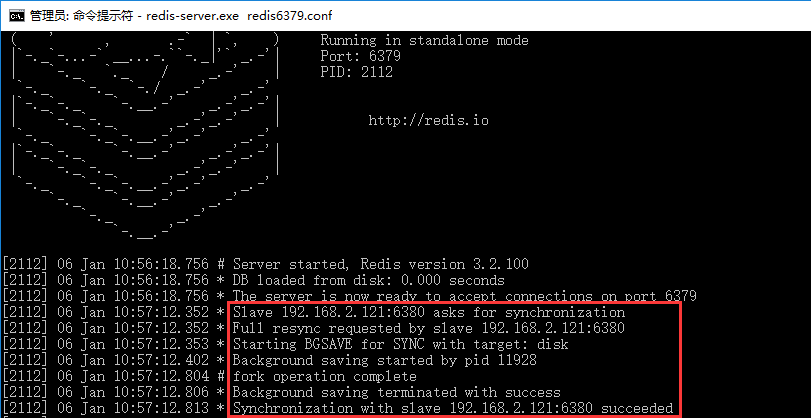 管理员: 命令提示符 - redis-server.exe  redis6379.conf
Running in standalone mode
Port: 6379
PID: 2112
http://redis.io
[2112] 06 Jan 10:56:18.756 # Server started, Redis version 3.2.100
[2112] 06 Jan 10:56:18.756 * DB loaded from disk: 0.000 seconds
[2112] 06 Jan 10:56:18.756 * The server is now ready to accept connections on port 6379
[2112] 06 Jan 10:57:12.352 * Slave 192.168.2.121:6380 asks for synchronization
[2112] 06 Jan 10:57:12.352 * Full resync requested by slave 192.168.2.121:6380
[2112] 06 Jan 10:57:12.353 * Starting BGSAVE for SYNC with target: disk
[2112] 06 Jan 10:57:12.402 * Background saving started by pid 11928
[2112] 06 Jan 10:57:12.804 # fork operation complete
[2112] 06 Jan 10:57:12.806 * Background saving terminated with success
[2112] 06 Jan 10:57:12.813 * Synchronization with slave 192.168.2.121:6380 succeeded